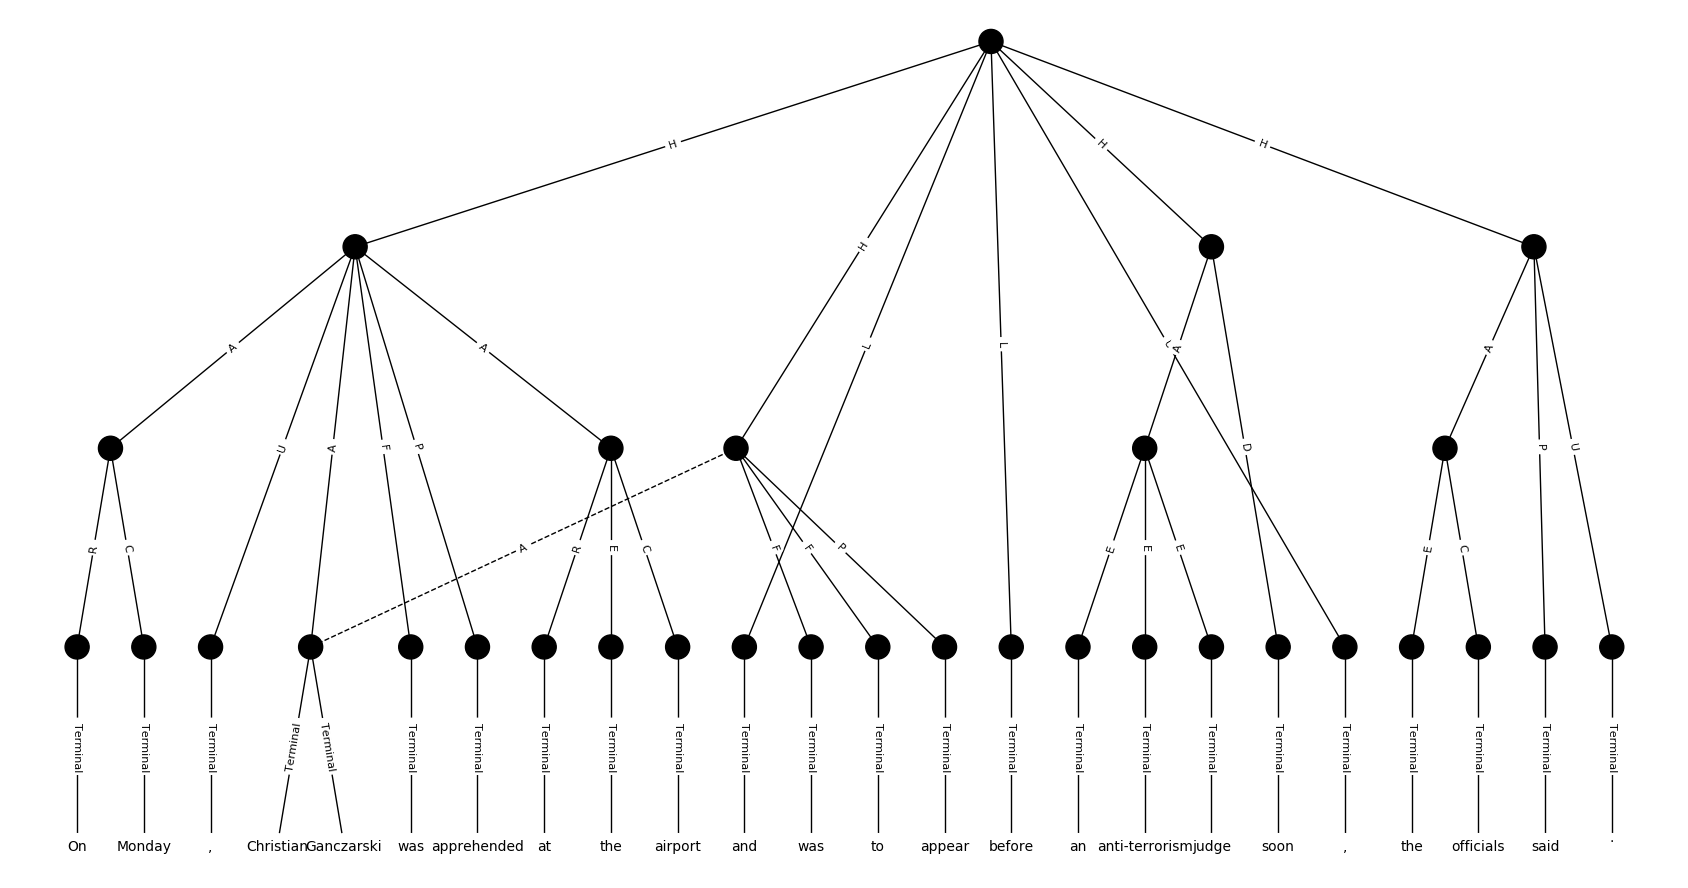 H
H H
H H
L L U A
A A A D
A U A F P P U
R C A R E C F F P E E E E C
Terminal Terminal Terminal Terminal Terminal Terminal Terminal Terminal Terminal Terminal Terminal Terminal Terminal Terminal Terminal Terminal Terminal Terminal Terminal Terminal Terminal Terminal Terminal Terminal
On Monday , Christian Ganczarski was apprehended at the airport and was to appear before an anti-terrorism judge soon , the officials said .